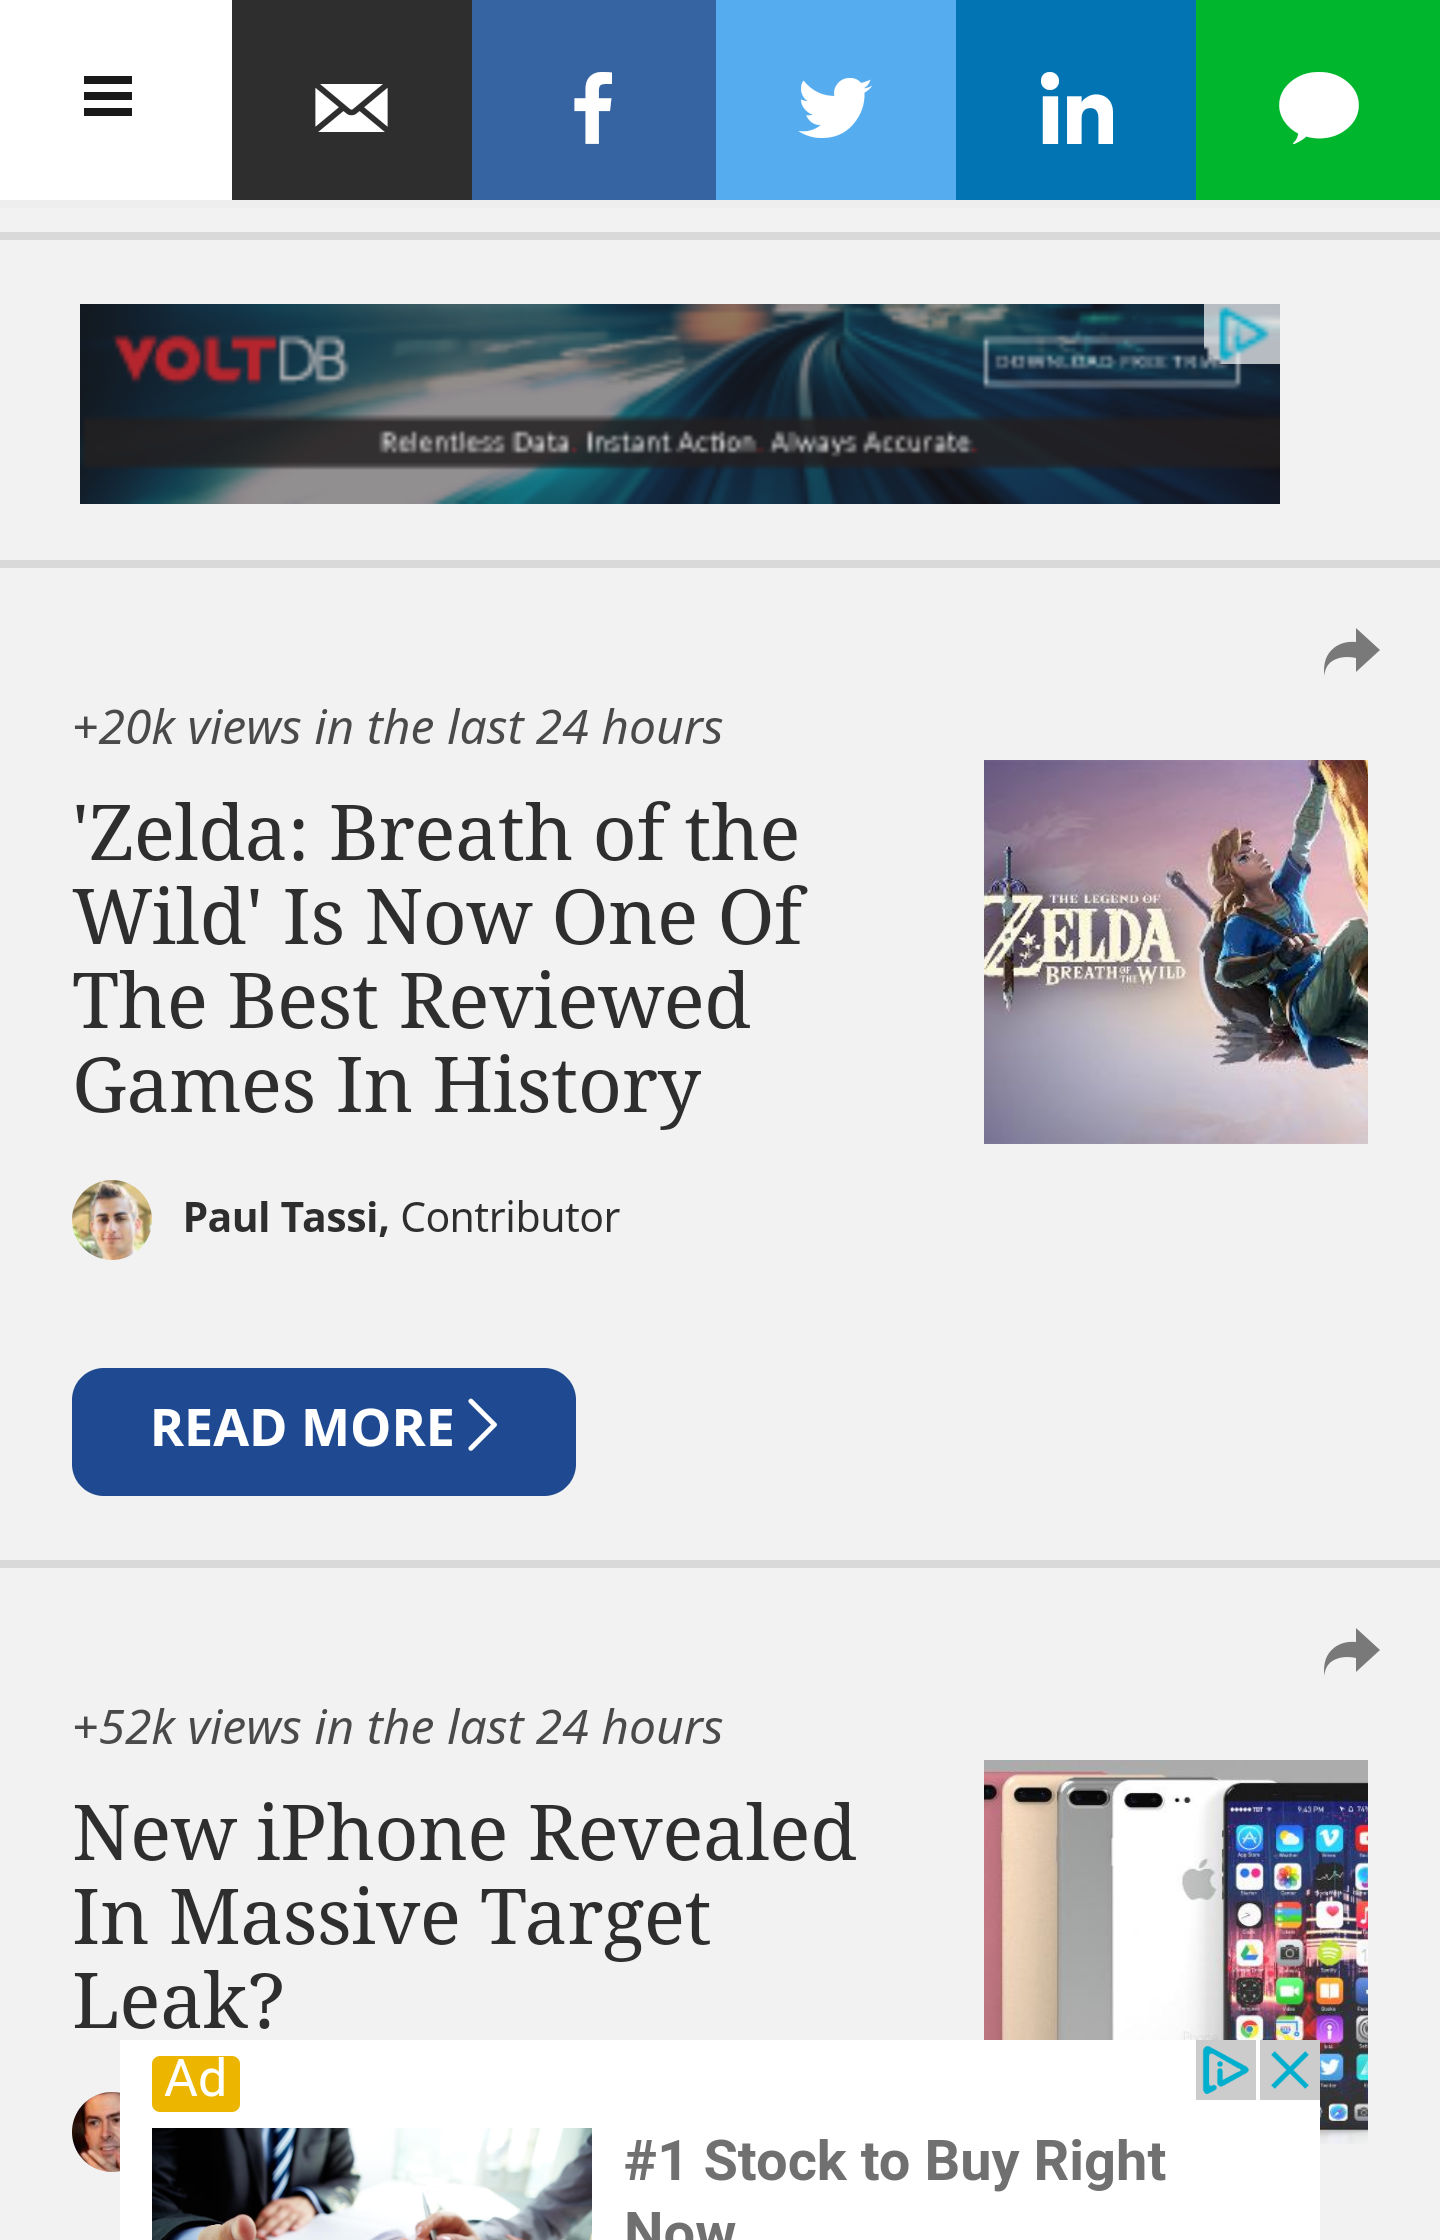 VOLTDB
DOWNLOAD FREE
Relentless Data. Instant Action. Always Accurate.
+20k views in the last 24 hours
'Zelda: Breath of the
Wild' Is Now One Of
The Best Reviewed
Games In History
THE LEGEND OF
ZELDA
BREATH OF THE WILD
Paul Tassi, Contributor
READ MORE
+52k views in the last 24 hours
New iPhone Revealed
In Massive Target
Leak?
9:43 PM
Ad
#1 Stock to Buy Right
Now